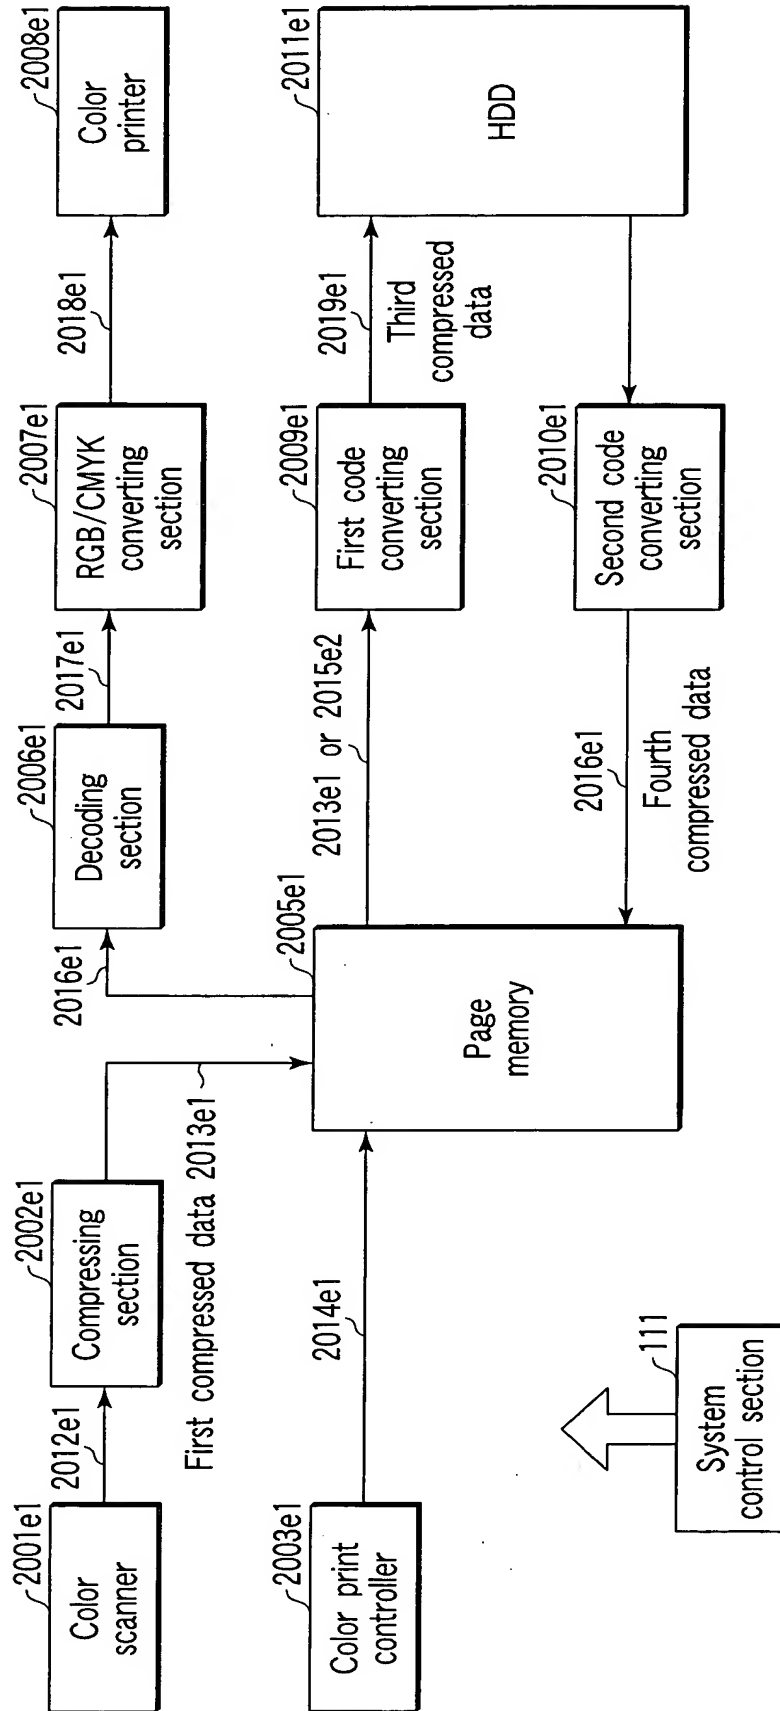 2001e1
Color
scanner
2012e1
2002e1
Compressing
section
First compressed data 2013e1
2016e1
2006e1
Decoding
section
2017e1
2007e1
RGB/CMYK
converting
section
2018e1
2008e1
Color
printer
2003e1
Color print
controller
2014e1
2005e1
Page
memory
2013e1 or 2015e2
2009e1
First code
converting
section
2019e1
Third
compressed
data
2011e1
HDD
2016e1
Fourth
compressed data
2010e1
Second code
converting
section
111
System
control section